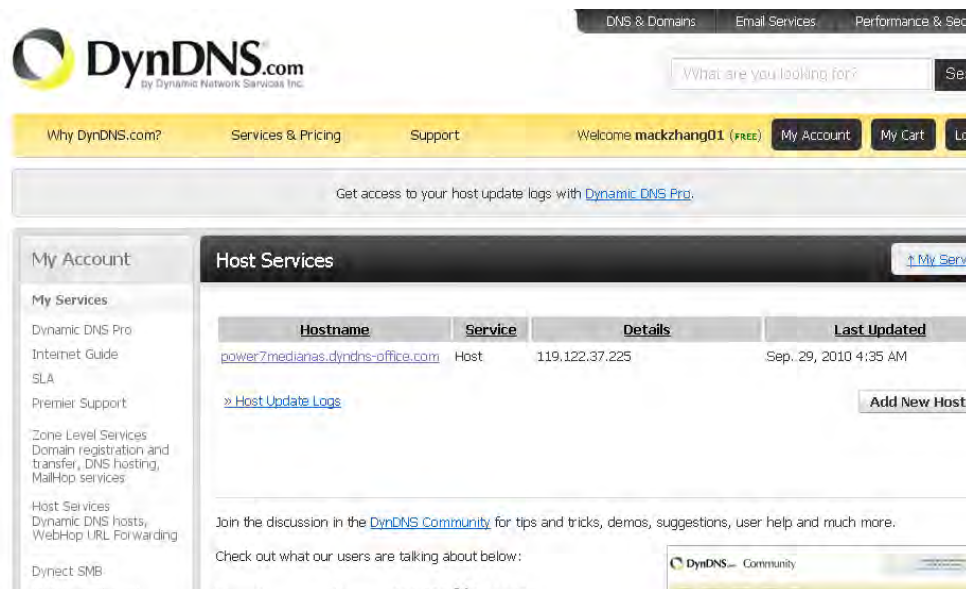 DNS & Domains Email Services Performance & Sec
DynDNS.com
by Dynamic Network Services Inc.
What are you looking for? Se
Why DynDNS.com? Services & Pricing Support Welcome mackzhang01 (FREE) My Account My Cart Lo
Get access to your host update logs with Dynamic DNS Pro.
My Account
My Services
Dynamic DNS Pro
Internet Guide
SLA
Premier Support
Zone Level Services
Domain registration and
transfer, DNS hosting,
MailHop services
Host Services
Dynamic DNS hosts,
WebHop URL Forwarding
Dynect SMB
Host Services ↑ My Serv
Hostname Service Details Last Updated
power7medianas.dyndns-office.com Host 119.122.37.225 Sep. 29, 2010 4:35 AM
» Host Update Logs Add New Host
Join the discussion in the DynDNS Community for tips and tricks, demos, suggestions, user help and much more.
Check out what our users are talking about below:
DynDNS Community